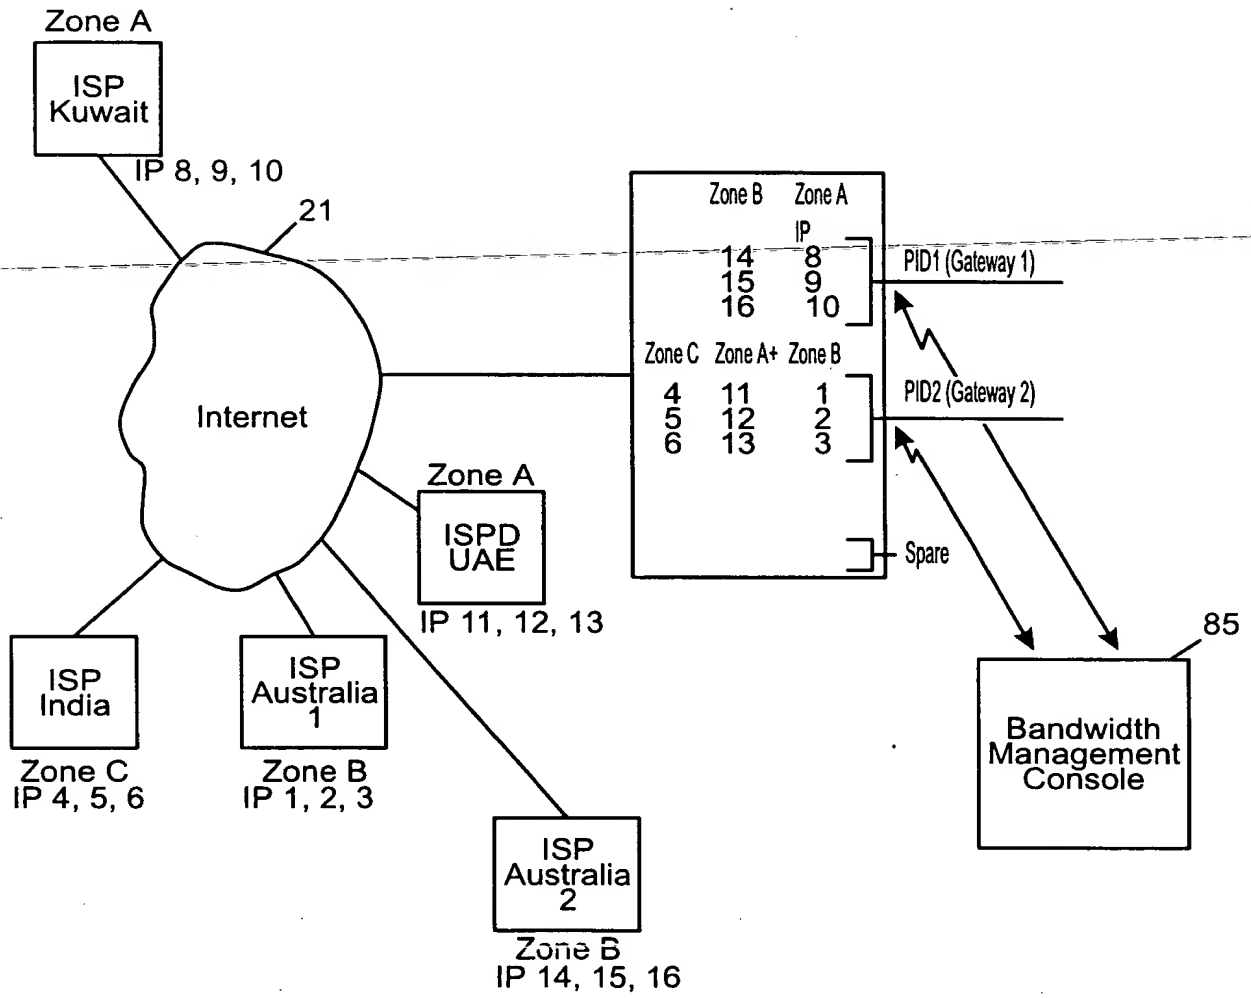 Zone A
ISP
Kuwait
IP 8, 9, 10
21
Internet
Zone B Zone A
IP
14 8
15 9
16 10
PID1 (Gateway 1)
Zone C Zone A+ Zone B
4 11 1
5 12 2
6 13 3
PID2 (Gateway 2)
Spare
Zone A
ISPD
UAE
IP 11, 12, 13
ISP
India
Zone C
IP 4, 5, 6
ISP
Australia
1
Zone B
IP 1, 2, 3
ISP
Australia
2
Zone B
IP 14, 15, 16
85
Bandwidth
Management
Console